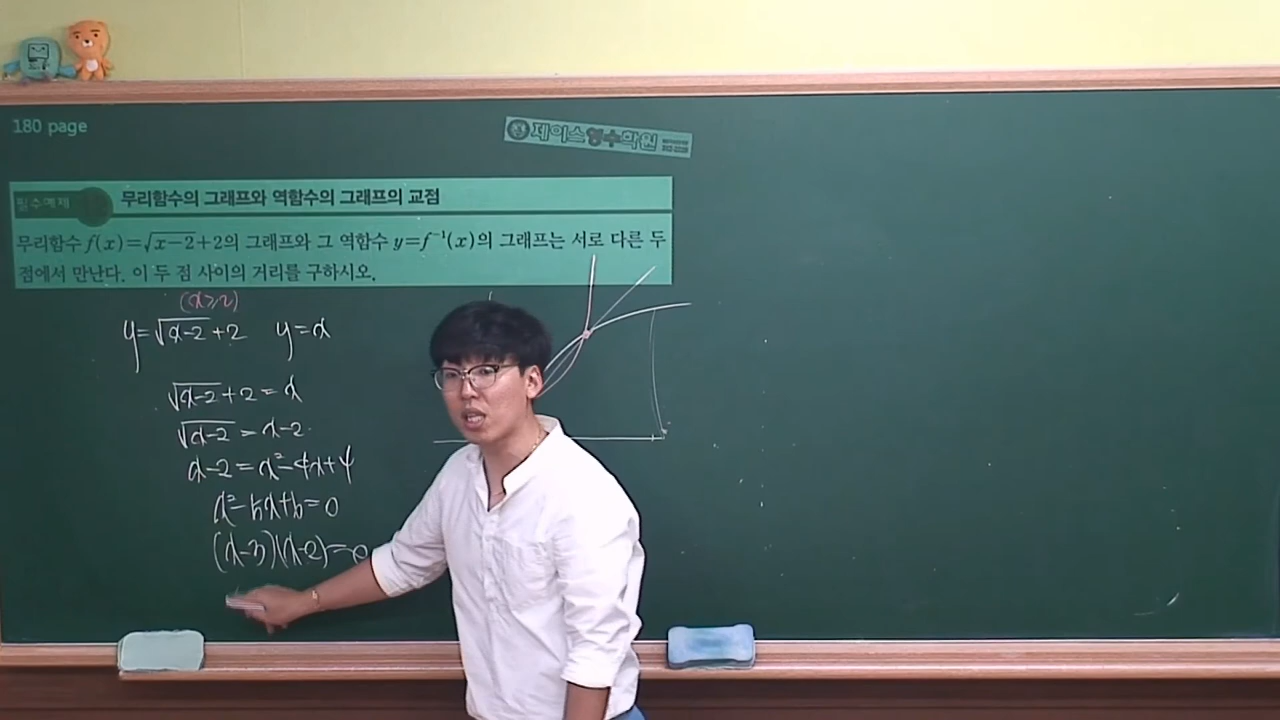 180 page
제이스영수학원
필수예제
무리함수의 그래프와 역함수의 그래프의 교점
무리함수 f(x)=√x-2+2의 그래프와 그 역함수 y=f⁻¹(x)의 그래프는 서로 다른 두
점에서 만난다. 이 두 점 사이의 거리를 구하시오.
(x≥2)
y=√x-2+2 y=x
√x-2+2=x
√x-2=x-2
x-2=x²-4x+4
x²-5x+6=0
(x-3)(x-2)=0